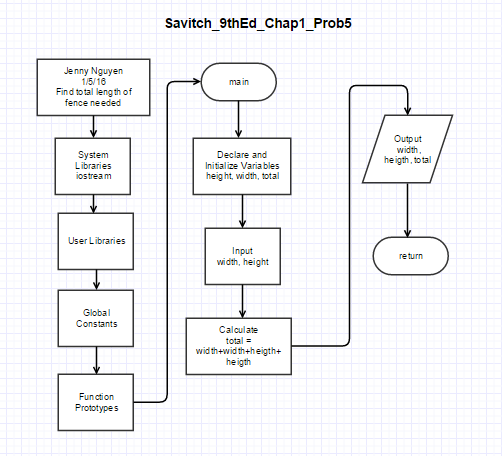 Savitch_9thEd_Chap1_Prob5
Jenny Nguyen
1/5/16
Find total length of
fence needed
System
Libraries
iostream
User Libraries
Global
Constants
Function
Prototypes
main
Declare and
Initialize Variables
height, width, total
Input
width, height
Calculate
total =
width+width+heigth+
heigth
Output
width,
heigth, total
return